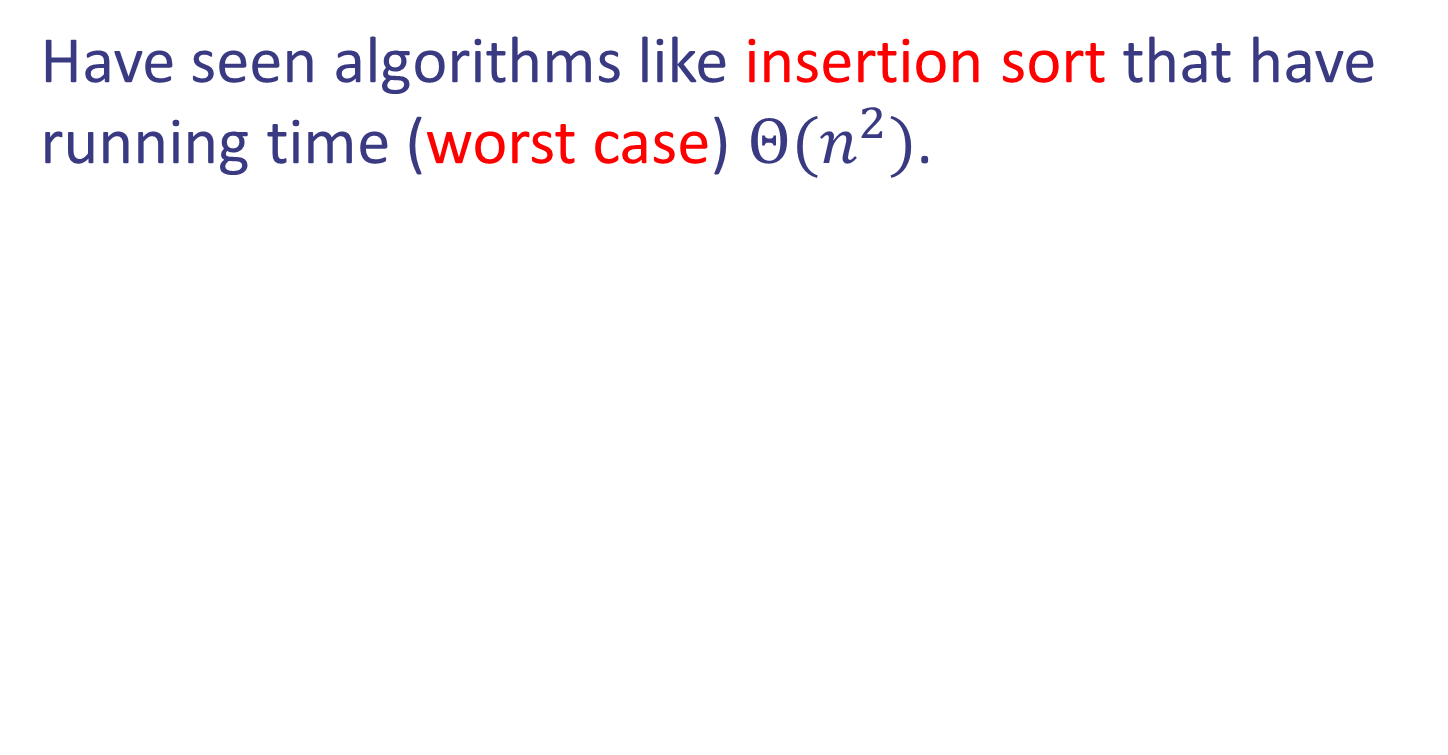 Have seen algorithms like insertion sort that have
running time (worst case) Θ(𝑛²).